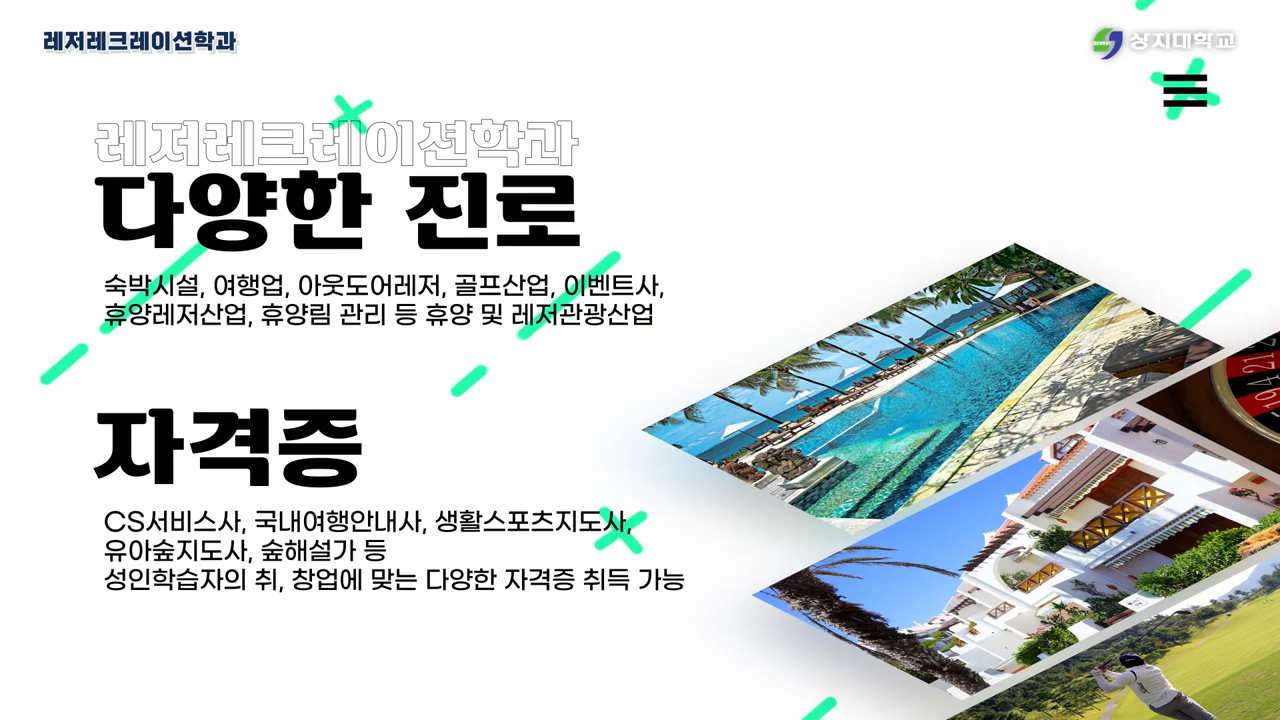 레저레크레이션학과
상지대학교
레저레크레이션학과
다양한 진로
숙박시설, 여행업, 아웃도어레저, 골프산업, 이벤트사,
휴양레저산업, 휴양림 관리 등 휴양 및 레저관광산업
자격증
CS서비스사, 국내여행안내사, 생활스포츠지도사,
유아숲지도사, 숲해설가 등
성인학습자의 취, 창업에 맞는 다양한 자격증 취득 가능
19 4 21 2